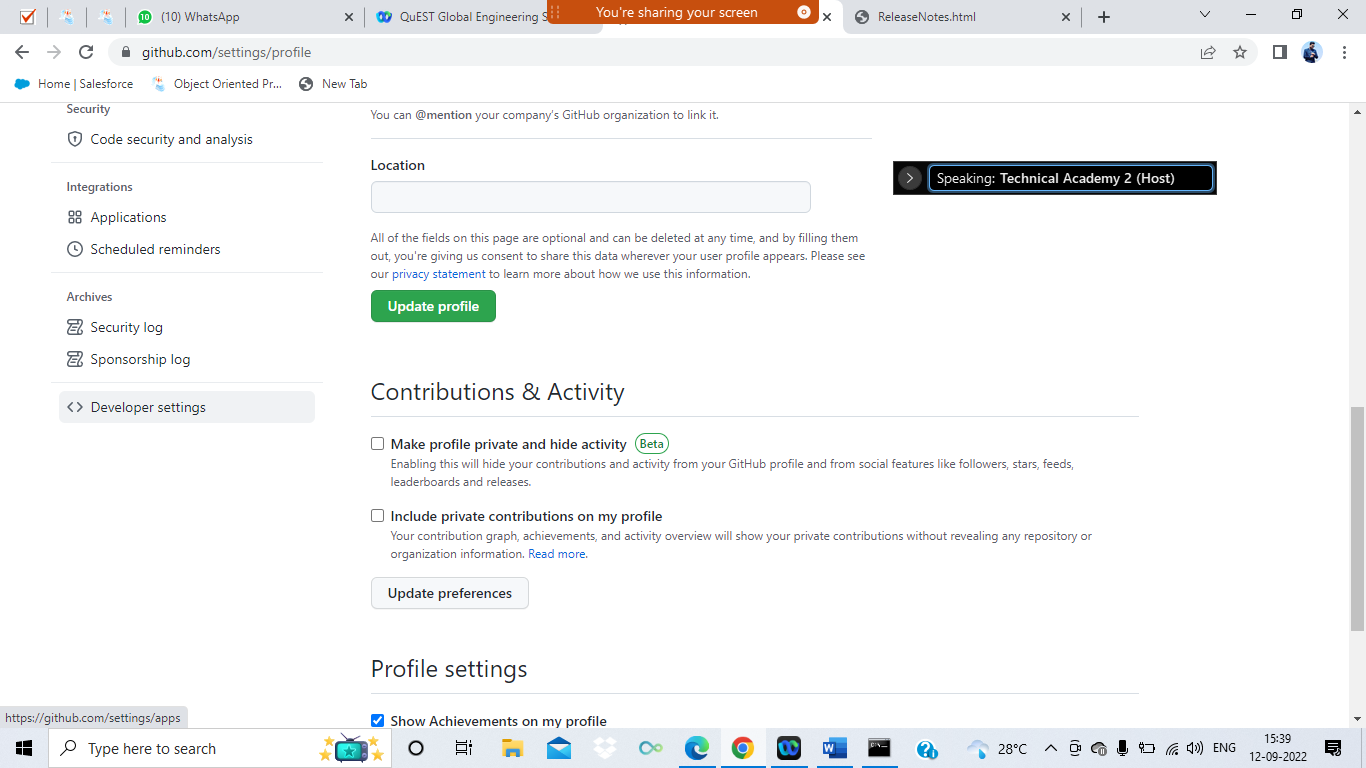 10
(10) WhatsApp
QuEST Global Engineering S
You're sharing your screen
ReleaseNotes.html
github.com/settings/profile
Home | Salesforce
Object Oriented Pr...
New Tab
Security
Code security and analysis
Integrations
Applications
Scheduled reminders
Archives
Security log
Sponsorship log
Developer settings
You can @mention your company's GitHub organization to link it.
Location
All of the fields on this page are optional and can be deleted at any time, and by filling them
out, you're giving us consent to share this data wherever your user profile appears. Please see
our privacy statement to learn more about how we use this information.
Update profile
Speaking: Technical Academy 2 (Host)
Contributions & Activity
Make profile private and hide activity Beta
Enabling this will hide your contributions and activity from your GitHub profile and from social features like followers, stars, feeds,
leaderboards and releases.
Include private contributions on my profile
Your contribution graph, achievements, and activity overview will show your private contributions without revealing any repository or
organization information. Read more.
Update preferences
Profile settings
Show Achievements on my profile
https://github.com/settings/apps
Type here to search
28°C
ENG
15:39
12-09-2022